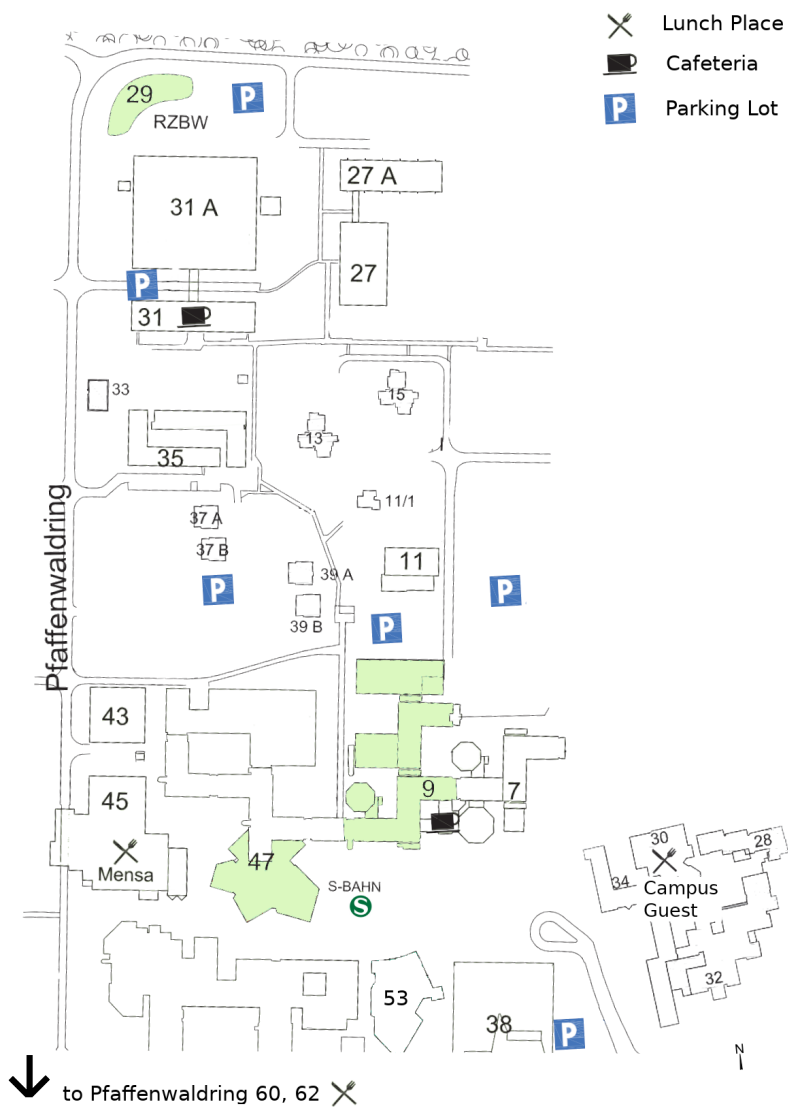 Lunch Place
Cafeteria
Parking Lot
29
P
RZBW
27 A
31 A
27
P
31
33
15
13
35
11/1
37 A
37 B
11
39 A
P
P
39 B
P
Pfaffenwaldring
43
45
9
7
Mensa
47
S-BAHN
S
30
28
34
Campus
Guest
32
53
38
P
N
to Pfaffenwaldring 60, 62